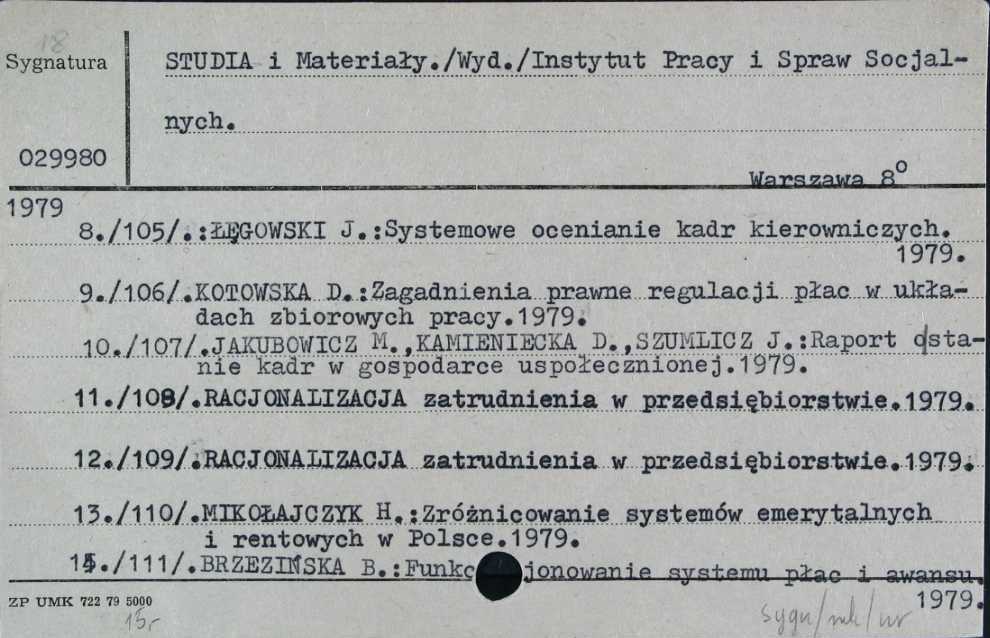 18
Sygnatura
STUDIA i Materiały./Wyd./Instytut Pracy i Spraw Socjal-
nych.
029980
Warszawa 8°
1979
8./105/.:ŁĘGOWSKI J.:Systemowe ocenianie kadr kierowniczych.
1979.
9./106/.KOTOWSKA D.:Zagadnienia prawne regulacji płac w ukła-
dach zbiorowych pracy.1979.
10./107/.JAKUBOWICZ M.,KAMIENIECKA D.,SZUMLICZ J.:Raport o|sta-
nie kadr w gospodarce uspołecznionej.1979.
11./108/.RACJONALIZACJA zatrudnienia w przedsiębiorstwie.1979.
12./109/.RACJONALIZACJA zatrudnienia w przedsiębiorstwie.1979.
13./110/.MIKOŁAJCZYK H.:Zróżnicowanie systemów emerytalnych
i rentowych w Polsce.1979.
14./111/.BRZEZIŃSKA B.:Funkc jonowanie systemu płac i awansu.
1979.
ZP UMK 722 79 5000
15,-